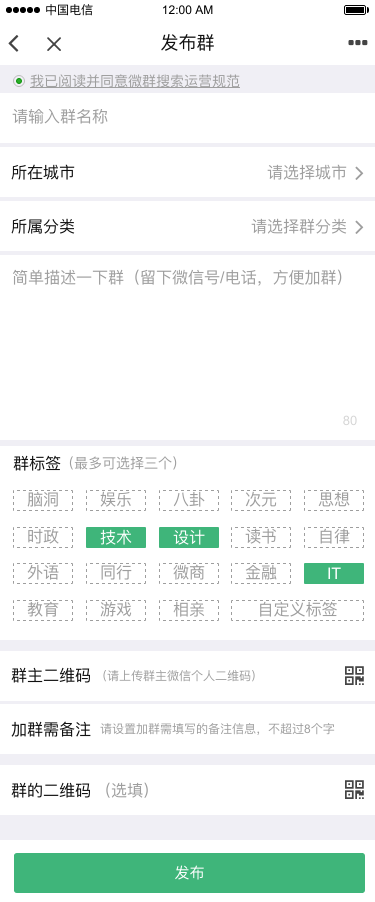 中国电信 12:00 AM
发布群
我已阅读并同意微群搜索运营规范
请输入群名称
所在城市 请选择城市
所属分类 请选择群分类
简单描述一下群（留下微信号/电话，方便加群）
80
群标签（最多可选择三个）
脑洞 娱乐 八卦 次元 思想
时政 技术 设计 读书 自律
外语 同行 微商 金融 IT
教育 游戏 相亲 自定义标签
群主二维码（请上传群主微信个人二维码）
加群需备注 请设置加群需填写的备注信息，不超过8个字
群的二维码（选填）
发布